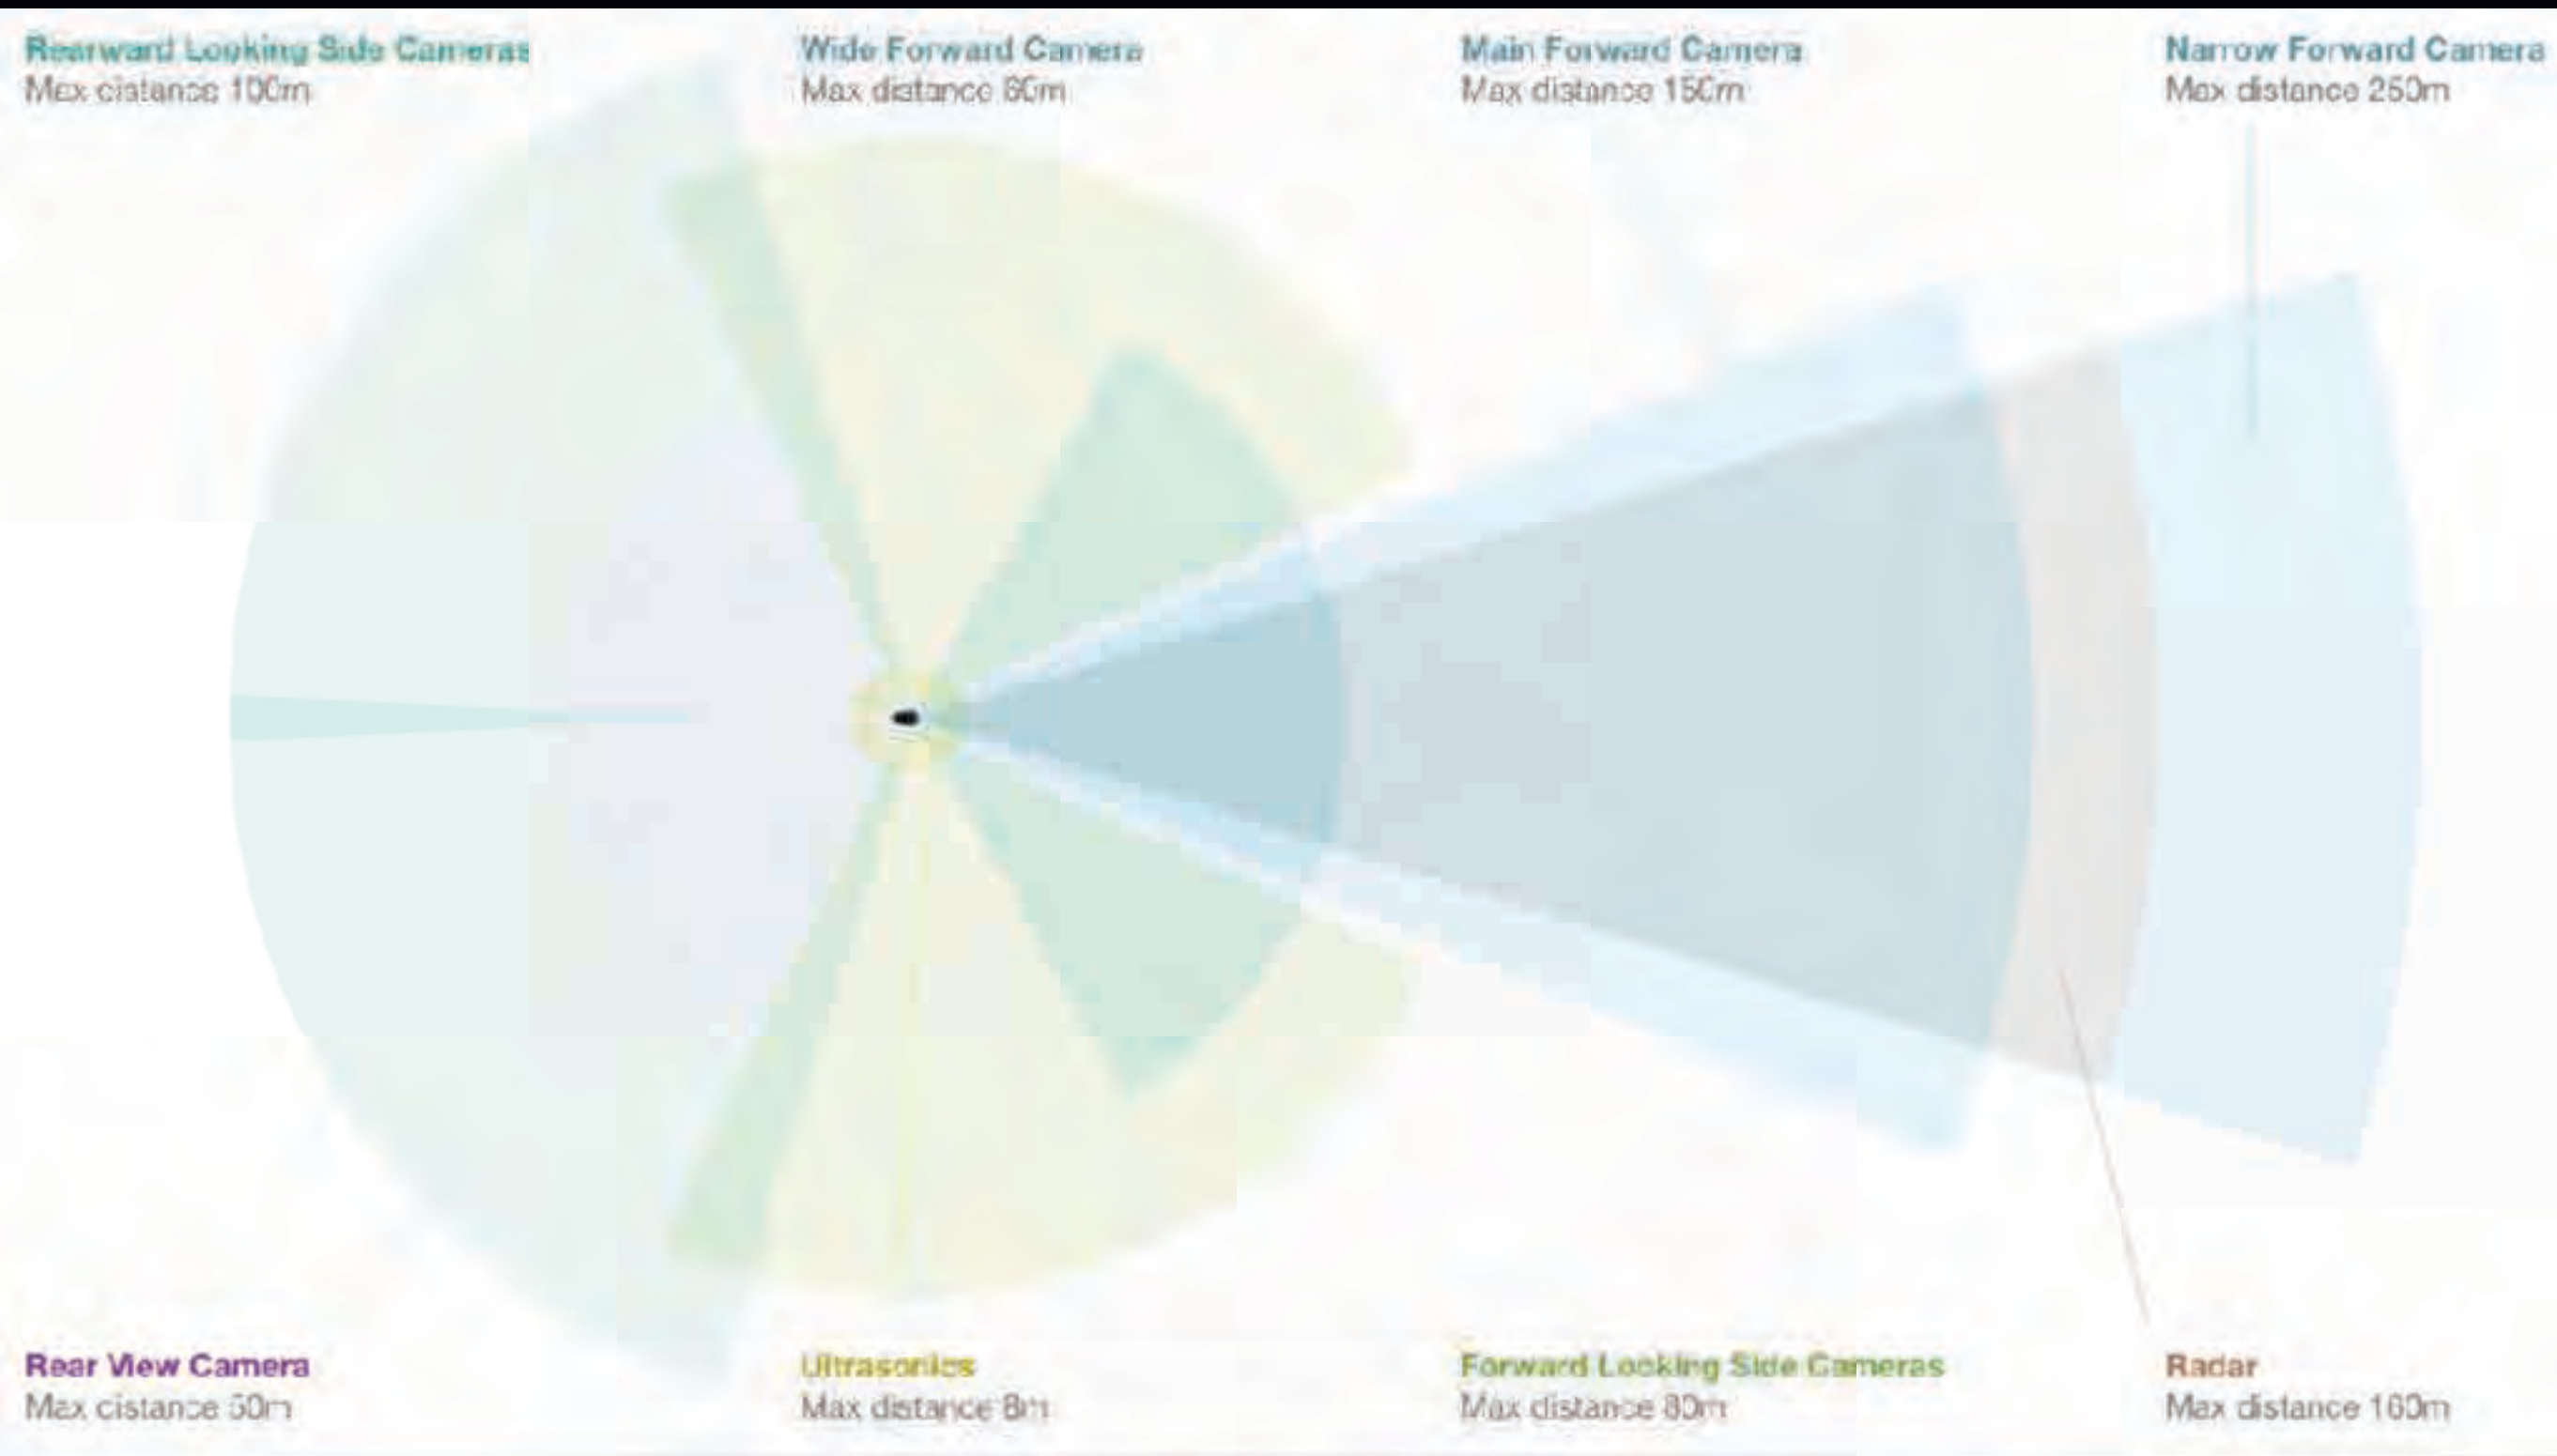 Rearward Looking Side Cameras
Max distance 100m
Wide Forward Camera
Max distance 60m
Main Forward Camera
Max distance 150m
Narrow Forward Camera
Max distance 250m
Rear View Camera
Max distance 50m
Ultrasonics
Max distance 8m
Forward Looking Side Cameras
Max distance 80m
Radar
Max distance 160m